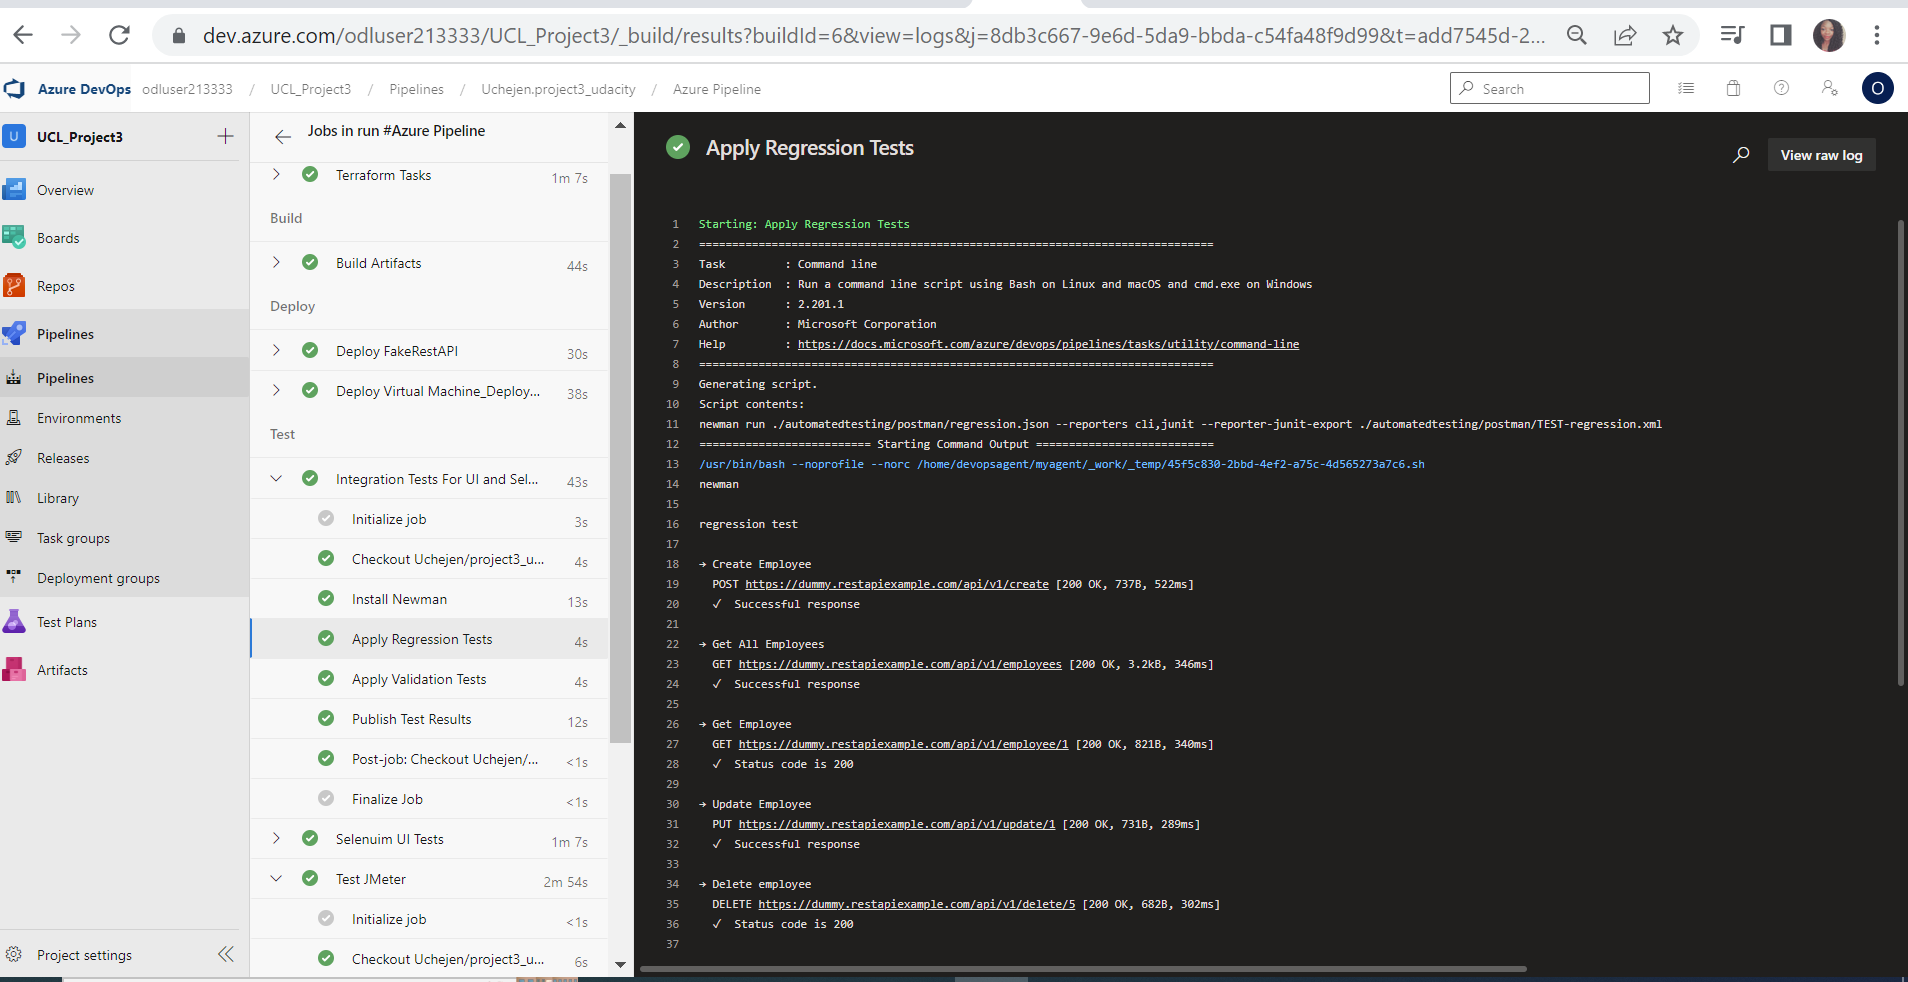 dev.azure.com/odluser213333/UCL_Project3/_build/results?buildId=6&view=logs&j=8db3c667-9e6d-5da9-bbda-c54fa48f9d99&t=add7545d-2...
Azure DevOps odluser213333 / UCL_Project3 / Pipelines / Uchejen.project3_udacity / Azure Pipeline
Search
O
U UCL_Project3
Overview
Boards
Repos
Pipelines
Pipelines
Environments
Releases
Library
Task groups
Deployment groups
Test Plans
Artifacts
Project settings
Jobs in run #Azure Pipeline
Terraform Tasks 1m 7s
Build
Build Artifacts 44s
Deploy
Deploy FakeRestAPI 30s
Deploy Virtual Machine_Deploy... 38s
Test
Integration Tests For UI and Sel... 43s
Initialize job 3s
Checkout Uchejen/project3_u... 4s
Install Newman 13s
Apply Regression Tests 4s
Apply Validation Tests 4s
Publish Test Results 12s
Post-job: Checkout Uchejen/... <1s
Finalize Job <1s
Selenuim UI Tests 1m 7s
Test JMeter 2m 54s
Initialize job <1s
Checkout Uchejen/project3_u... 6s
Apply Regression Tests
View raw log
1 Starting: Apply Regression Tests
2 ==============================================================================
3 Task : Command line
4 Description : Run a command line script using Bash on Linux and macOS and cmd.exe on Windows
5 Version : 2.201.1
6 Author : Microsoft Corporation
7 Help : https://docs.microsoft.com/azure/devops/pipelines/tasks/utility/command-line
8 ==============================================================================
9 Generating script.
10 Script contents:
11 newman run ./automatedtesting/postman/regression.json --reporters cli,junit --reporter-junit-export ./automatedtesting/postman/TEST-regression.xml
12 ========================== Starting Command Output ===========================
13 /usr/bin/bash --noprofile --norc /home/devopsagent/myagent/_work/_temp/45f5c830-2bbd-4ef2-a75c-4d565273a7c6.sh
14 newman
15
16 regression test
17
18 → Create Employee
19 POST https://dummy.restapiexample.com/api/v1/create [200 OK, 737B, 522ms]
20 ✓ Successful response
21
22 → Get All Employees
23 GET https://dummy.restapiexample.com/api/v1/employees [200 OK, 3.2kB, 346ms]
24 ✓ Successful response
25
26 → Get Employee
27 GET https://dummy.restapiexample.com/api/v1/employee/1 [200 OK, 821B, 340ms]
28 ✓ Status code is 200
29
30 → Update Employee
31 PUT https://dummy.restapiexample.com/api/v1/update/1 [200 OK, 731B, 289ms]
32 ✓ Successful response
33
34 → Delete employee
35 DELETE https://dummy.restapiexample.com/api/v1/delete/5 [200 OK, 682B, 302ms]
36 ✓ Status code is 200
37